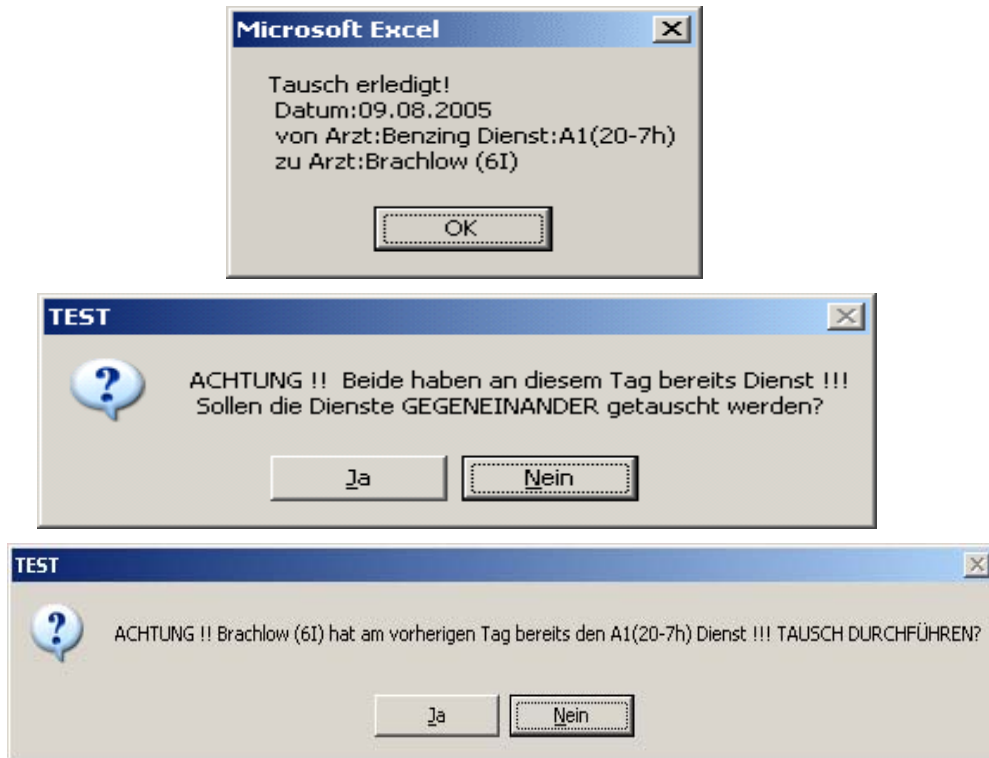 Microsoft Excel
Tausch erledigt!
Datum:09.08.2005
von Arzt:Benzing Dienst:A1(20-7h)
zu Arzt:Brachlow (6I)
OK
TEST
ACHTUNG !! Beide haben an diesem Tag bereits Dienst !!!
Sollen die Dienste GEGENEINANDER getauscht werden?
Ja Nein
TEST
ACHTUNG !! Brachlow (6I) hat am vorherigen Tag bereits den A1(20-7h) Dienst !!! TAUSCH DURCHFÜHREN?
Ja Nein